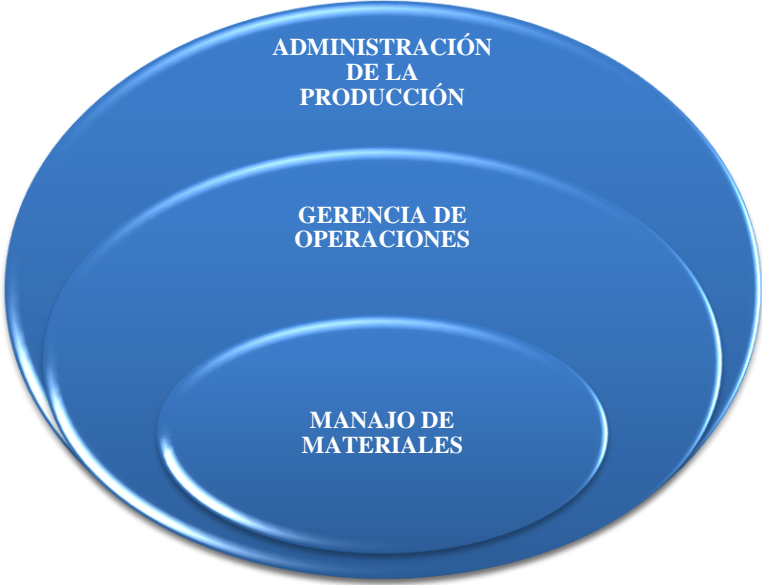 ADMINISTRACIÓN
DE LA
PRODUCCIÓN
GERENCIA DE
OPERACIONES
MANAJO DE
MATERIALES